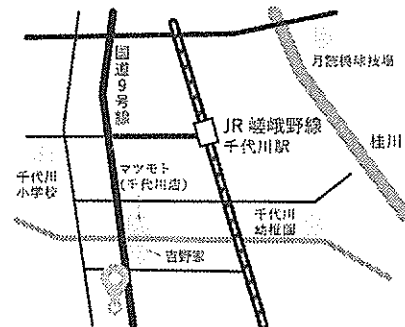 国道9号線
月読橋球技場
JR 嵯峨野線
千代川駅
桂川
千代川
小学校
マツモト
(千代川店)
千代川
幼稚園
吉野家